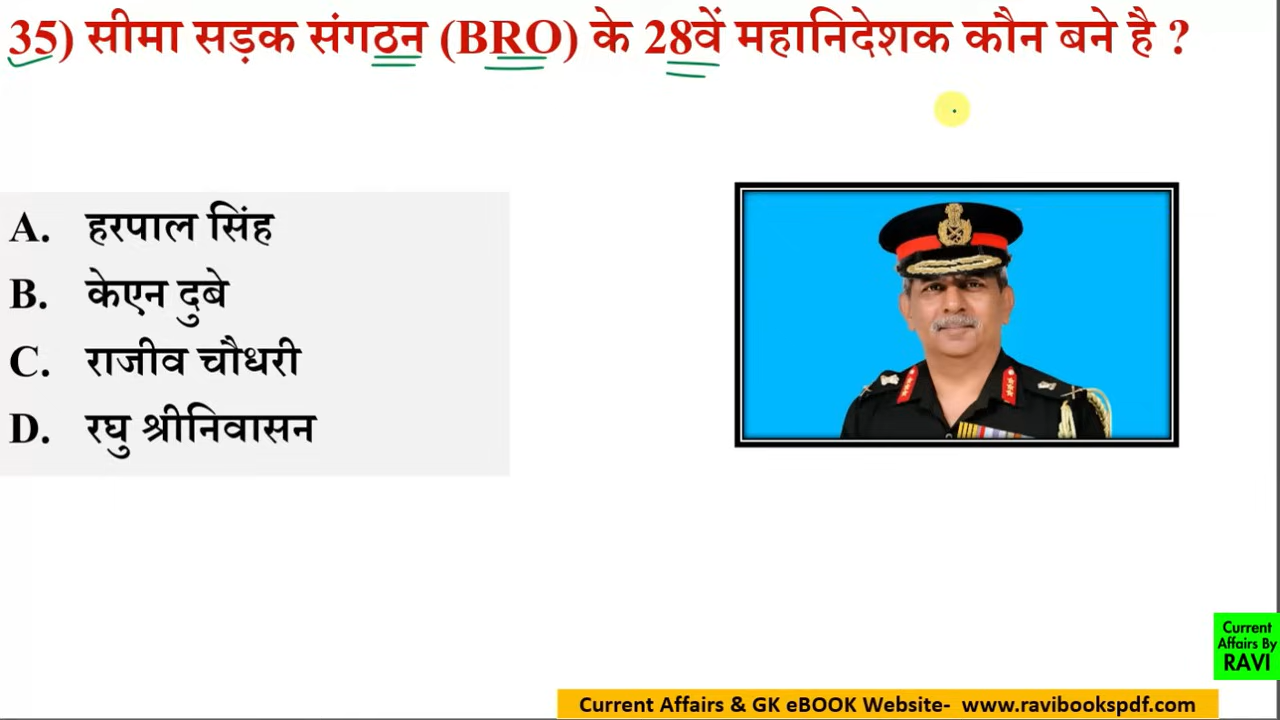 35) सीमा सड़क संगठन (BRO) के 28वें महानिदेशक कौन बने है ?
A. हरपाल सिंह
B. केएन दुबे
C. राजीव चौधरी
D. रघु श्रीनिवासन
Current
Affairs By
RAVI
Current Affairs & GK eBOOK Website- www.ravibookspdf.com